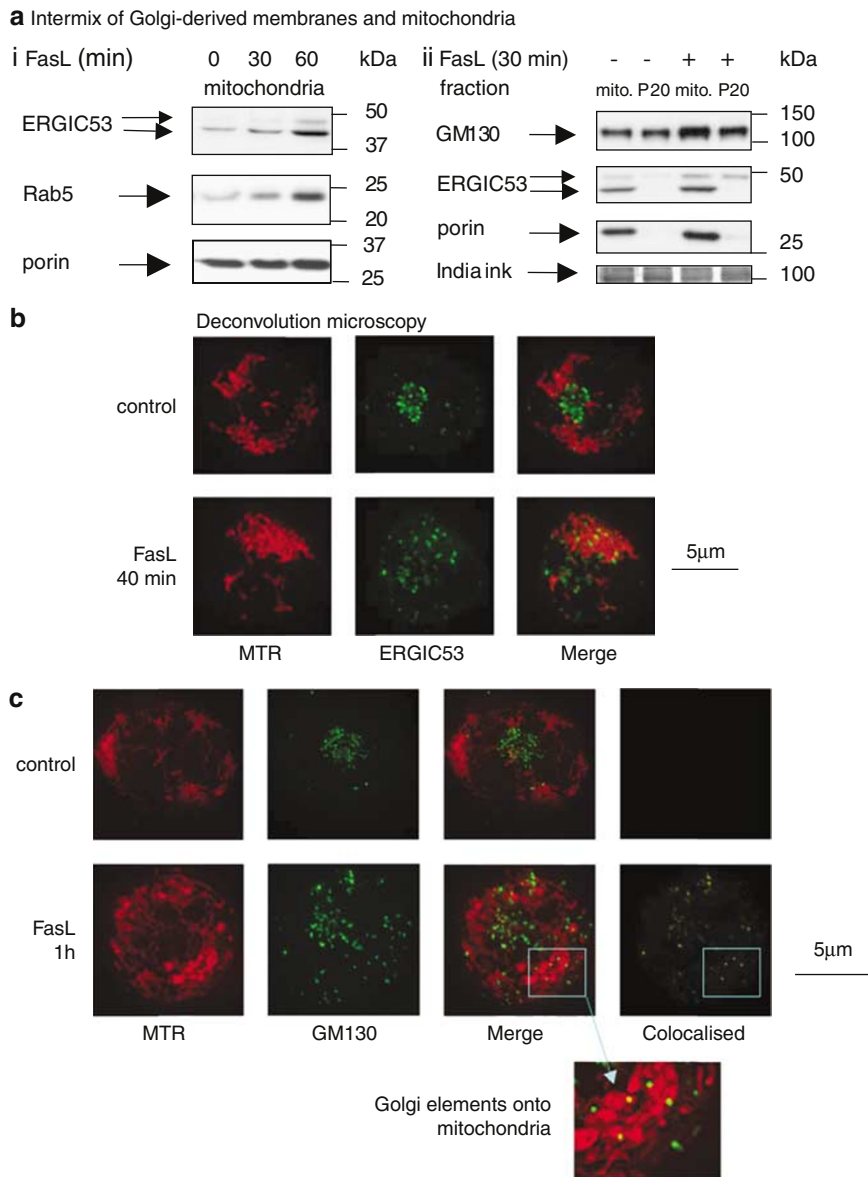 a Intermix of Golgi-derived membranes and mitochondria
i FasL (min) 0 30 60 kDa
mitochondria
ERGIC53
50
37
Rab5
25
20
porin
37
25
ii FasL (30 min) - - + + kDa
fraction mito. P20 mito. P20
GM130
150
100
ERGIC53
50
porin
25
India ink
100
b
Deconvolution microscopy
control
FasL
40 min
5µm
MTR ERGIC53 Merge
c
control
FasL
1h
5µm
MTR GM130 Merge Colocalised
Golgi elements onto
mitochondria